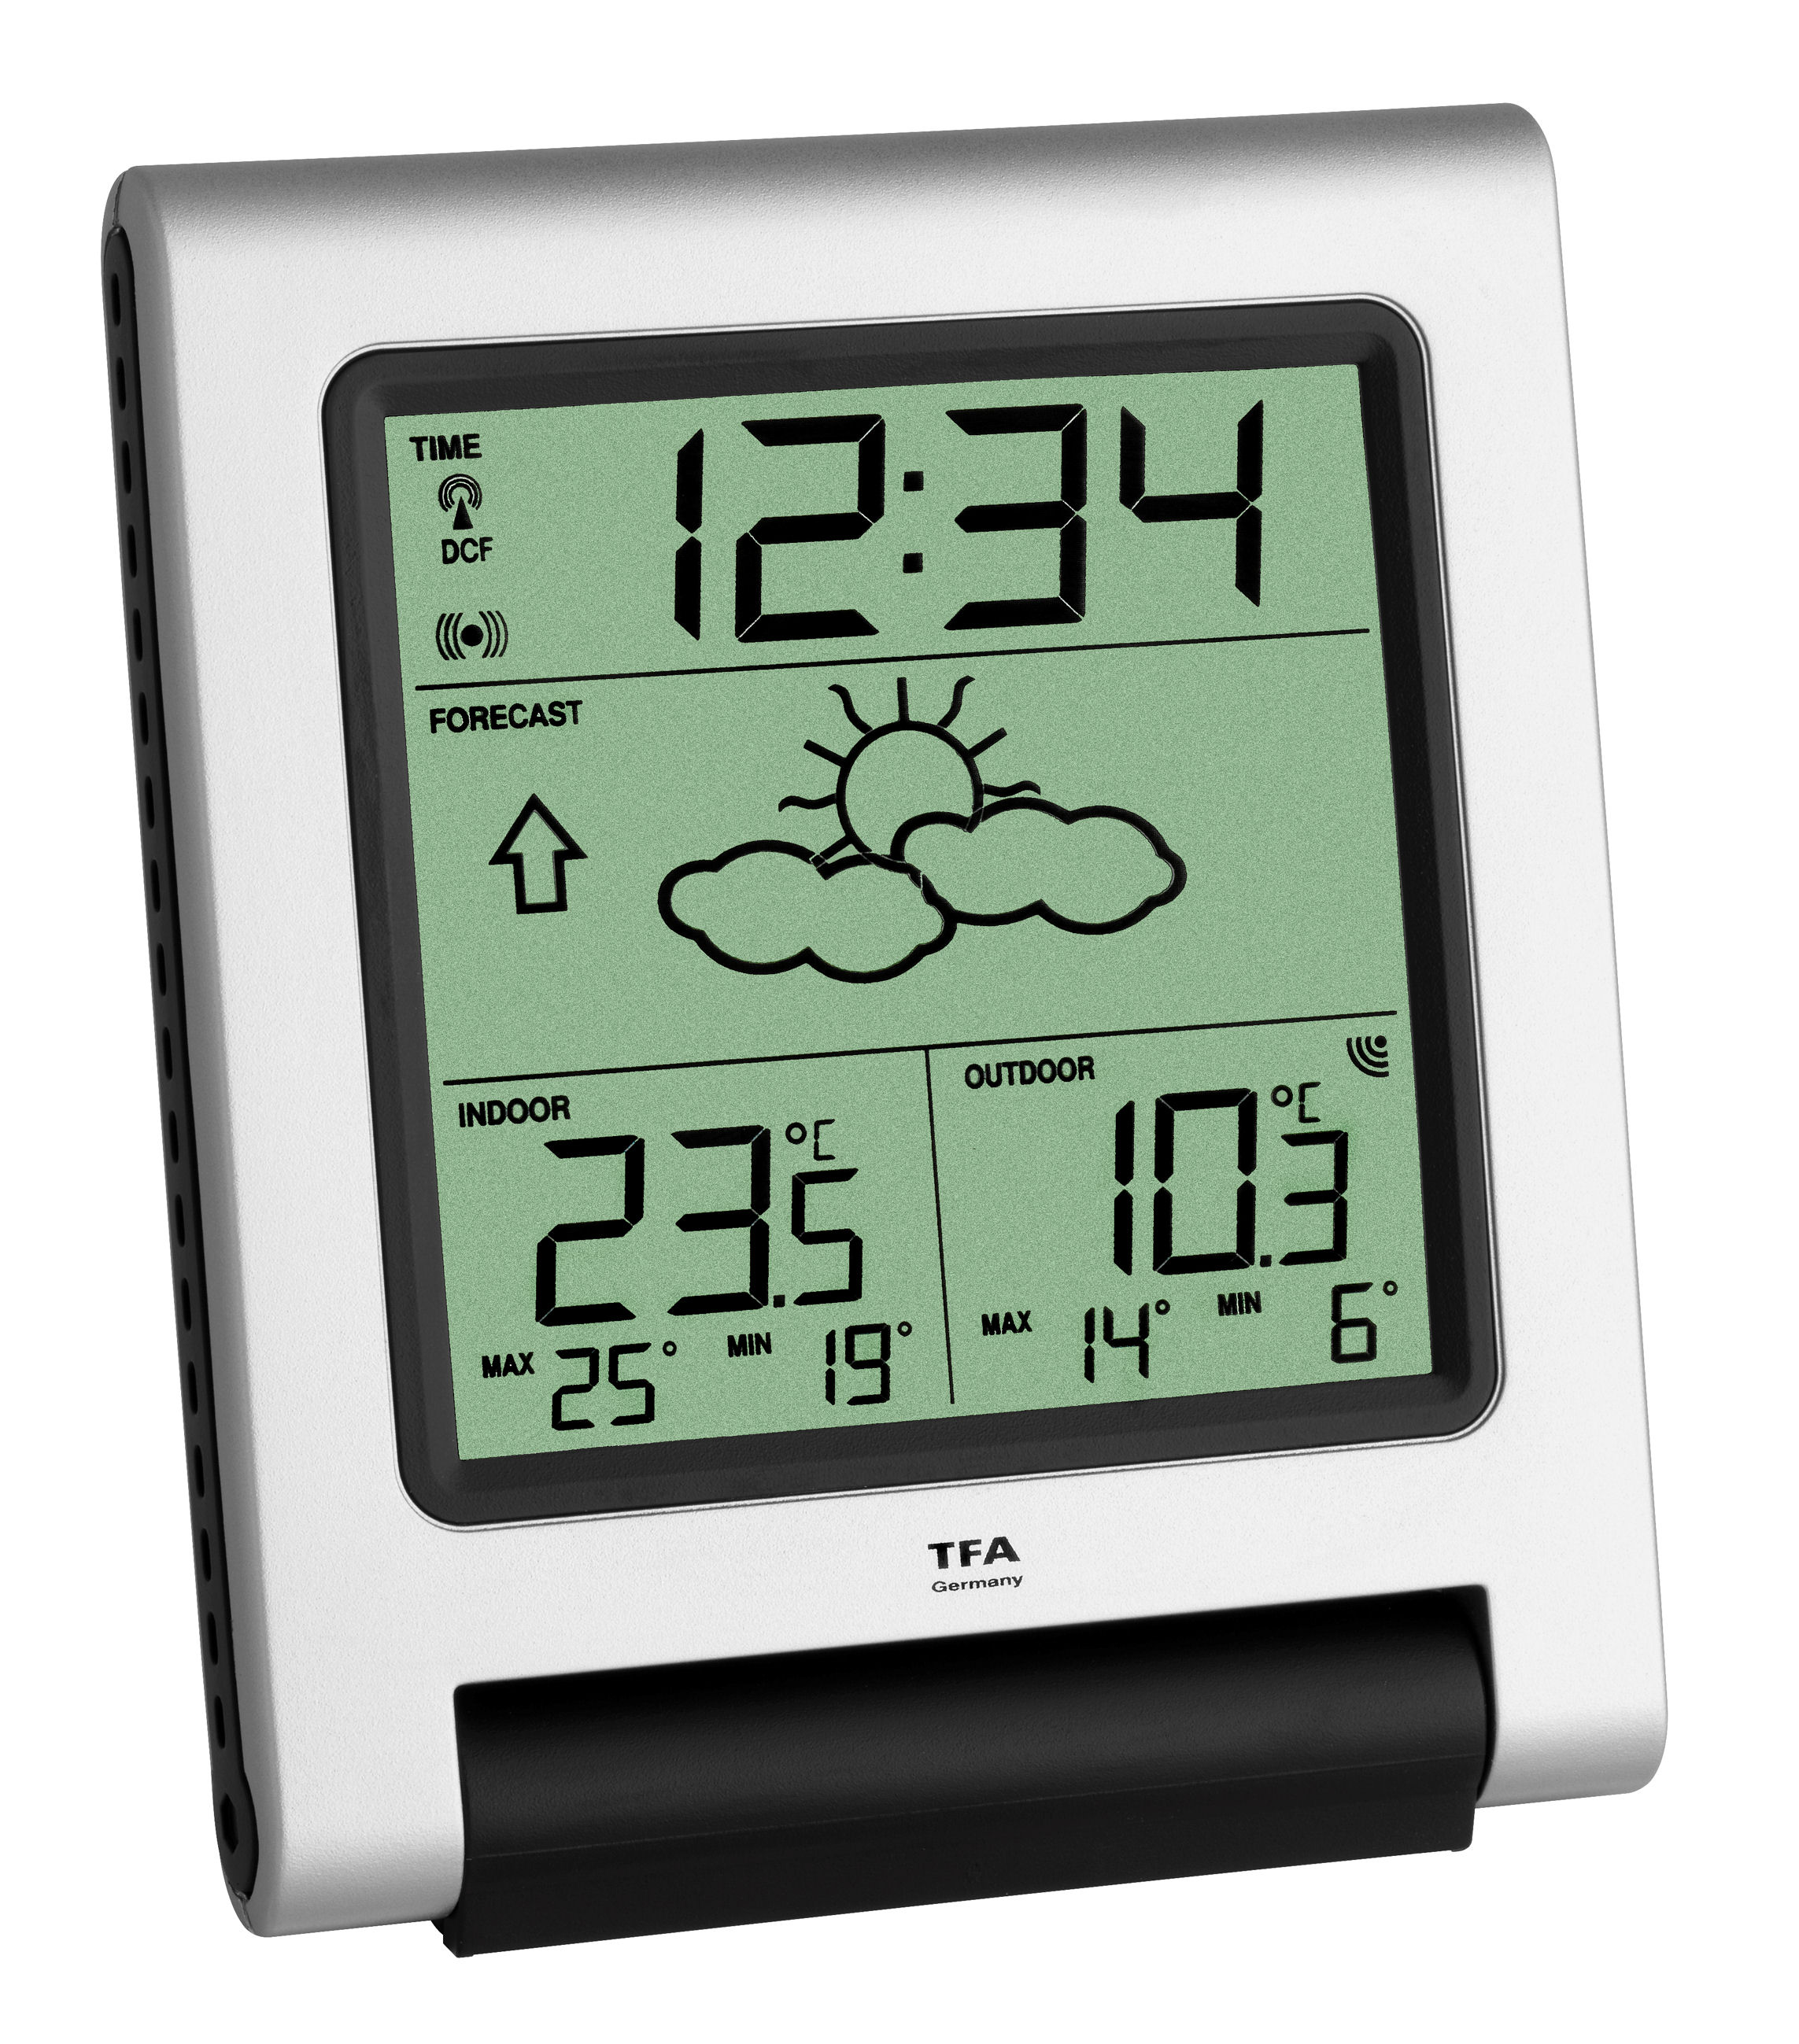 TIME
12:34
DCF
FORECAST
INDOOR
23.5 °C
MAX 25° MIN 19°
OUTDOOR
10.3 °C
MAX 14° MIN 6°
TFA
Germany